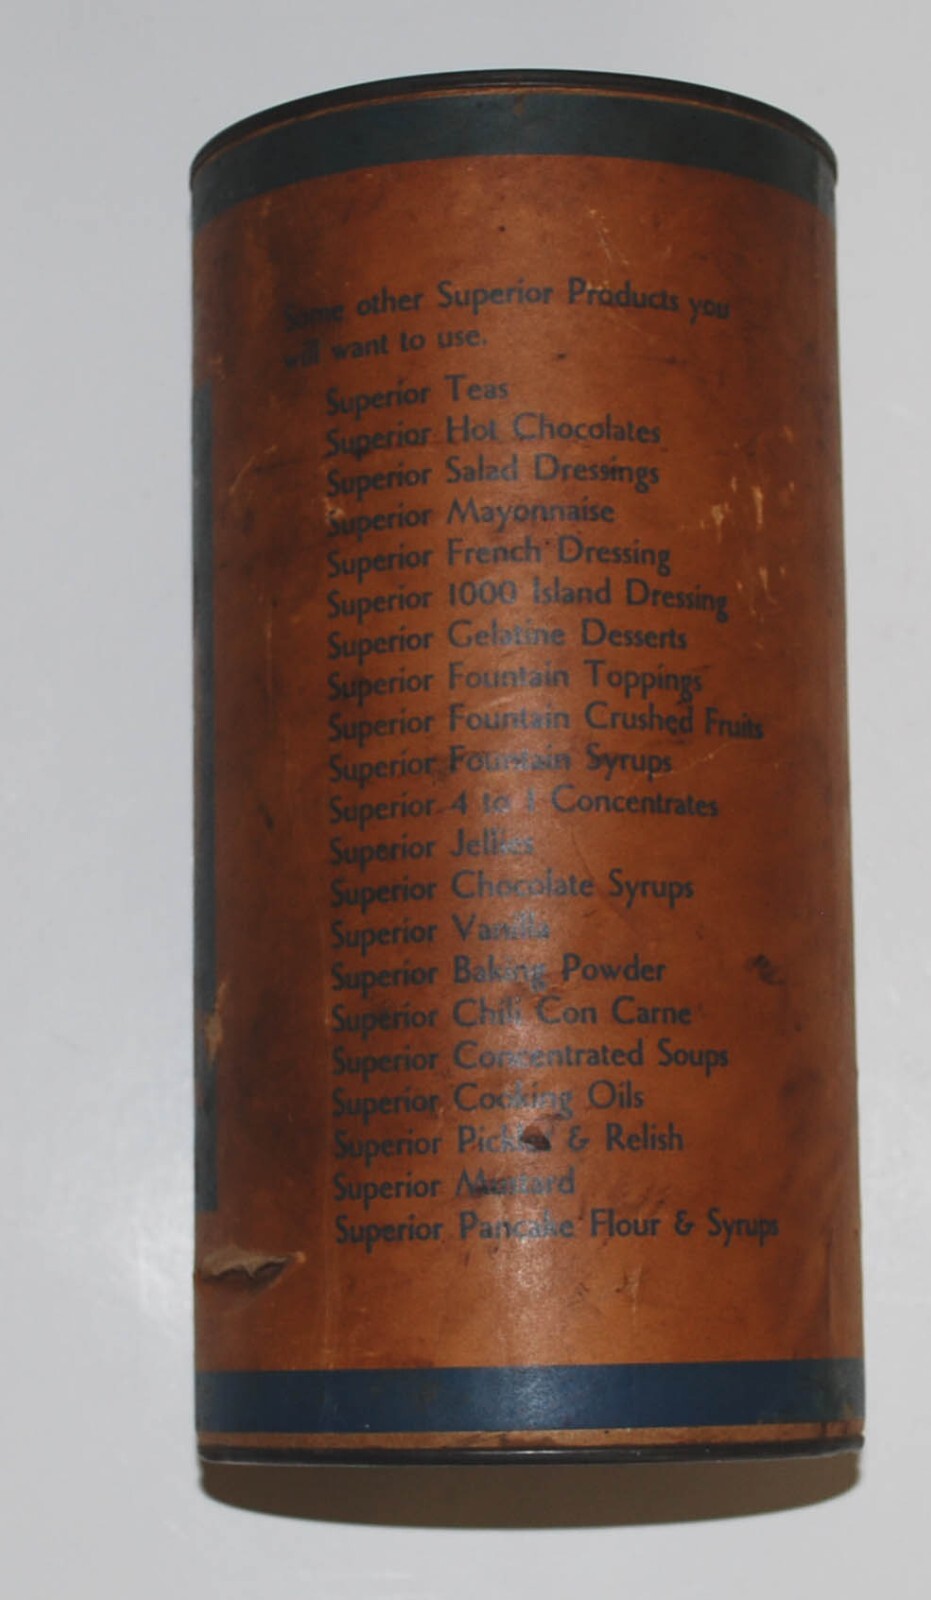 Some other Superior Products you
will want to use.
Superior Teas
Superior Hot Chocolates
Superior Salad Dressings
Superior Mayonnaise
Superior French Dressing
Superior 1000 Island Dressing
Superior Gelatine Desserts
Superior Fountain Toppings
Superior Fountain Crushed Fruits
Superior Fountain Syrups
Superior 4 to 1 Concentrates
Superior Jellies
Superior Chocolate Syrups
Superior Vanilla
Superior Baking Powder
Superior Chili Con Carne
Superior Concentrated Soups
Superior Cooking Oils
Superior Pickles & Relish
Superior Mustard
Superior Pancake Flour & Syrups